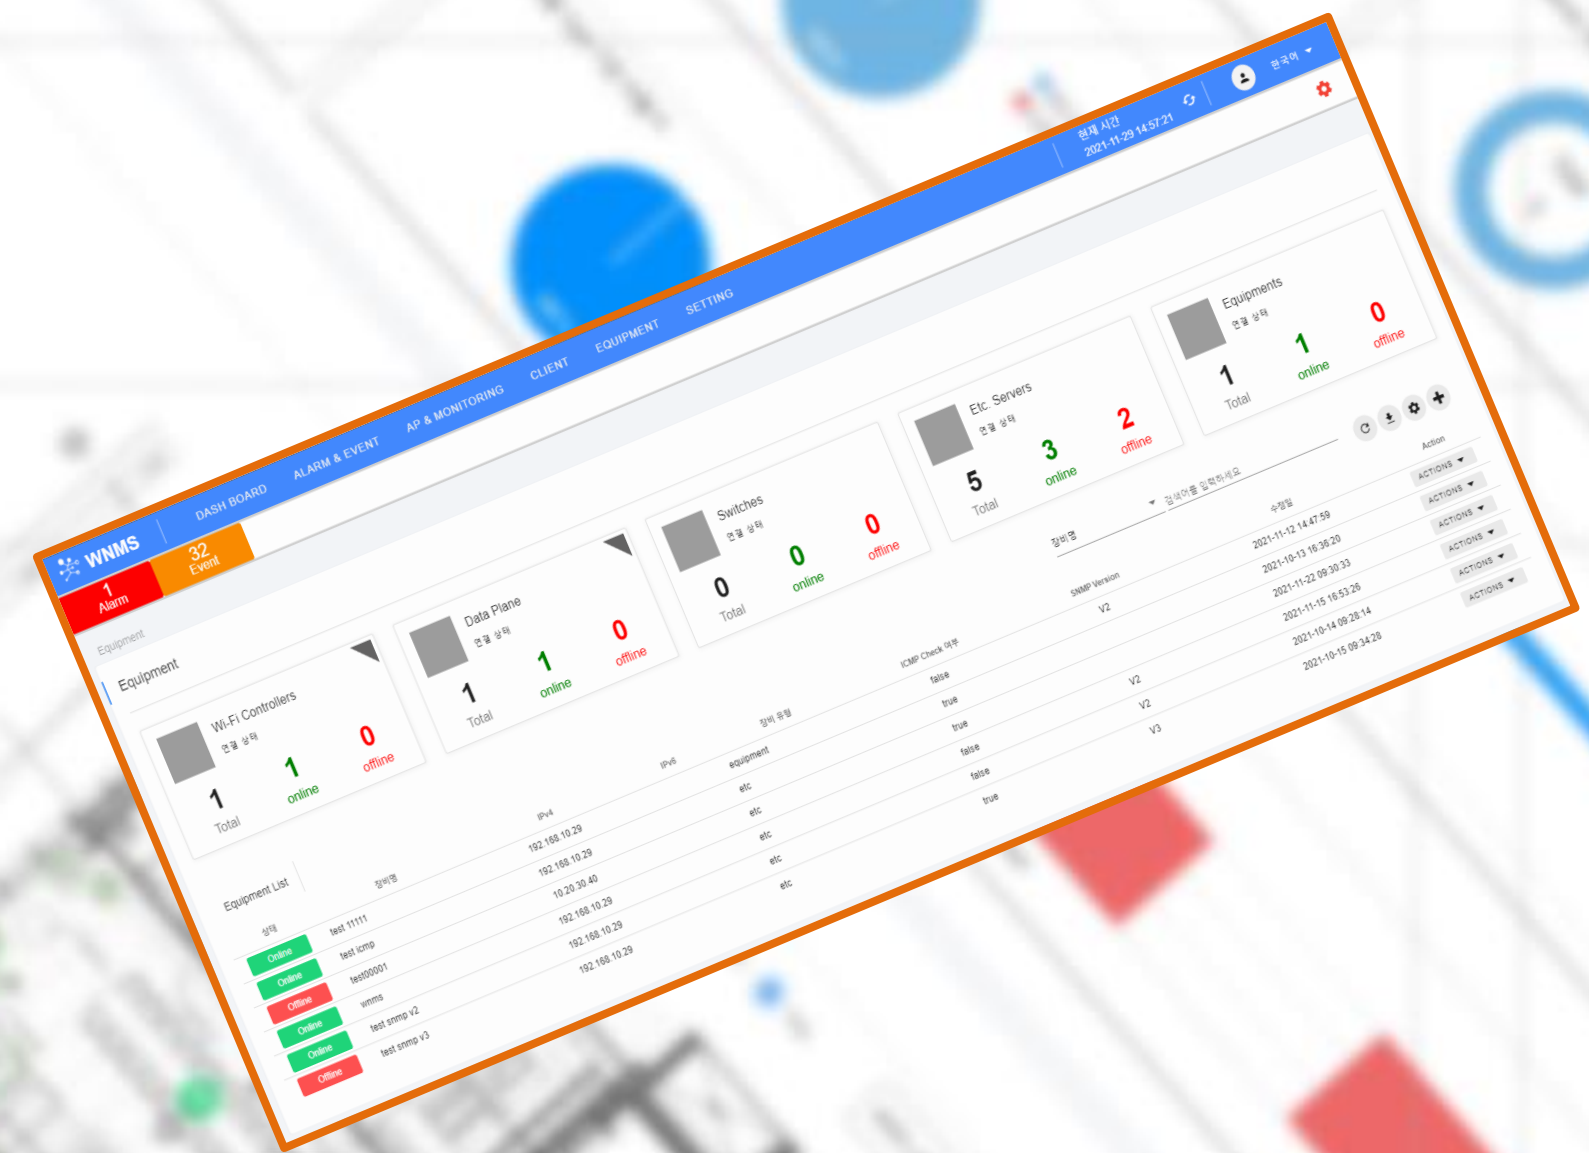 WNMS
DASH BOARD
ALARM & EVENT
AP & MONITORING
CLIENT
EQUIPMENT
SETTING
현재 시간
2021-11-29 14:57:21
한국어
1
Alarm
32
Event
Equipment
Equipment
Wi-Fi Controllers
연결 상태
1
Total
1
online
0
offline
Data Plane
연결 상태
1
Total
1
online
0
offline
Switches
연결 상태
0
Total
0
online
0
offline
Etc. Servers
연결 상태
5
Total
3
online
2
offline
Equipments
연결 상태
1
Total
1
online
0
offline
Equipment List
장비명
검색어를 입력하세요
상태 장비명 IPv4 IPv6 장비 유형 ICMP Check 여부 SNMP Version 수정일 Action
Online test 11111 192.168.10.29 equipment false V2 2021-11-12 14:47:59 ACTIONS
Online test icmp 192.168.10.29 etc true 2021-10-13 16:36:20 ACTIONS
Offline test00001 10.20.30.40 etc true 2021-11-22 09:30:33 ACTIONS
Online wnms 192.168.10.29 etc false V2 2021-11-15 16:53:26 ACTIONS
Online test snmp v2 192.168.10.29 etc false V2 2021-10-14 09:28:14 ACTIONS
Offline test snmp v3 192.168.10.29 etc true V3 2021-10-15 09:34:28 ACTIONS